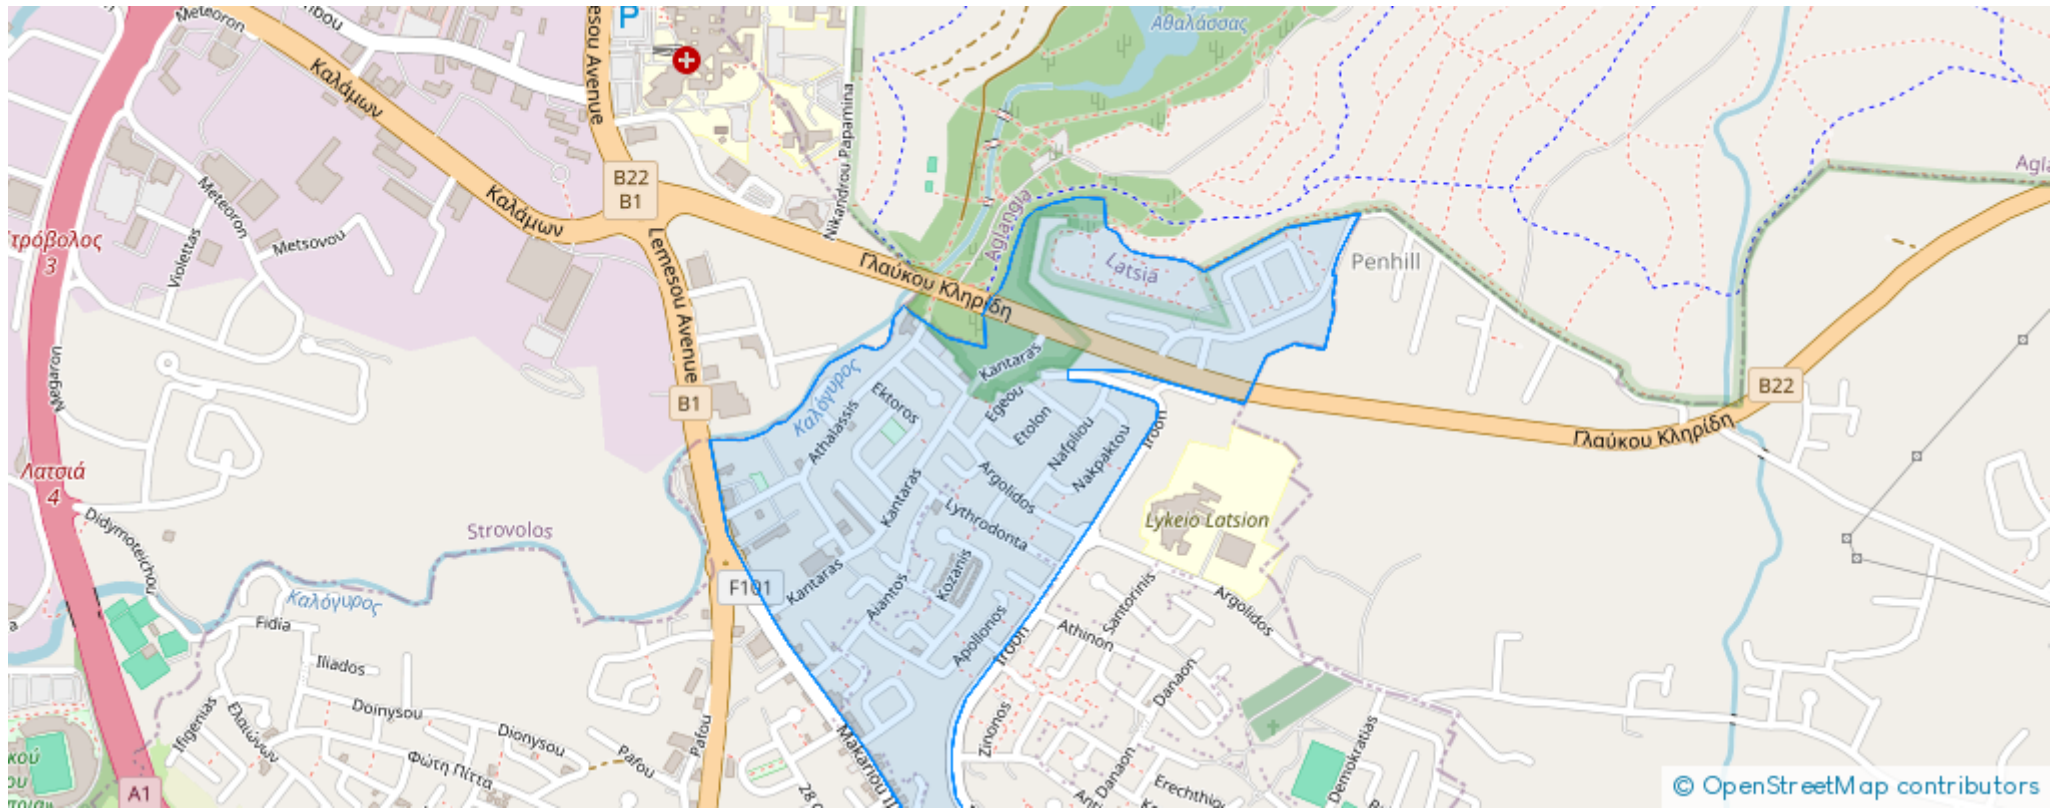 Meteoron
Καλάμων
Lemesou Avenue
P
Αθαλάσσας
Nikandrou Papamina
Meteoron
Violettas
Metsovou
Καλάμων
B22
B1
Lemesou Avenue
Γλαύκου Κληρίδη
Aglangia
Latsia
Penhill
3
Megaron
B1
Καλόγυρος
Athalassis
Ektoros
Kantaras
Egeou
Etolon
Nafpliou
Nakpaktou
Iroon
B22
Γλαύκου Κληρίδη
Λατσιά
4
Didymoteichou
Strovolos
Kantaras
Argolidos
Lythrodonta
Lykeio Latsion
F101
Kantaras
Aiantos
Kozanis
Apollonos
Iroon
Καλόγυρος
Fidia
Iliados
Doinysou
Dionysou
Ifigenias
Ελαιώνων
Φώτη Πίττα
Pafou
Pafou
Santorinis
Argolidos
Athinon
Danaon
Zinonos
Danaon
Erechthiou
Demokratias
A1
© OpenStreetMap contributors